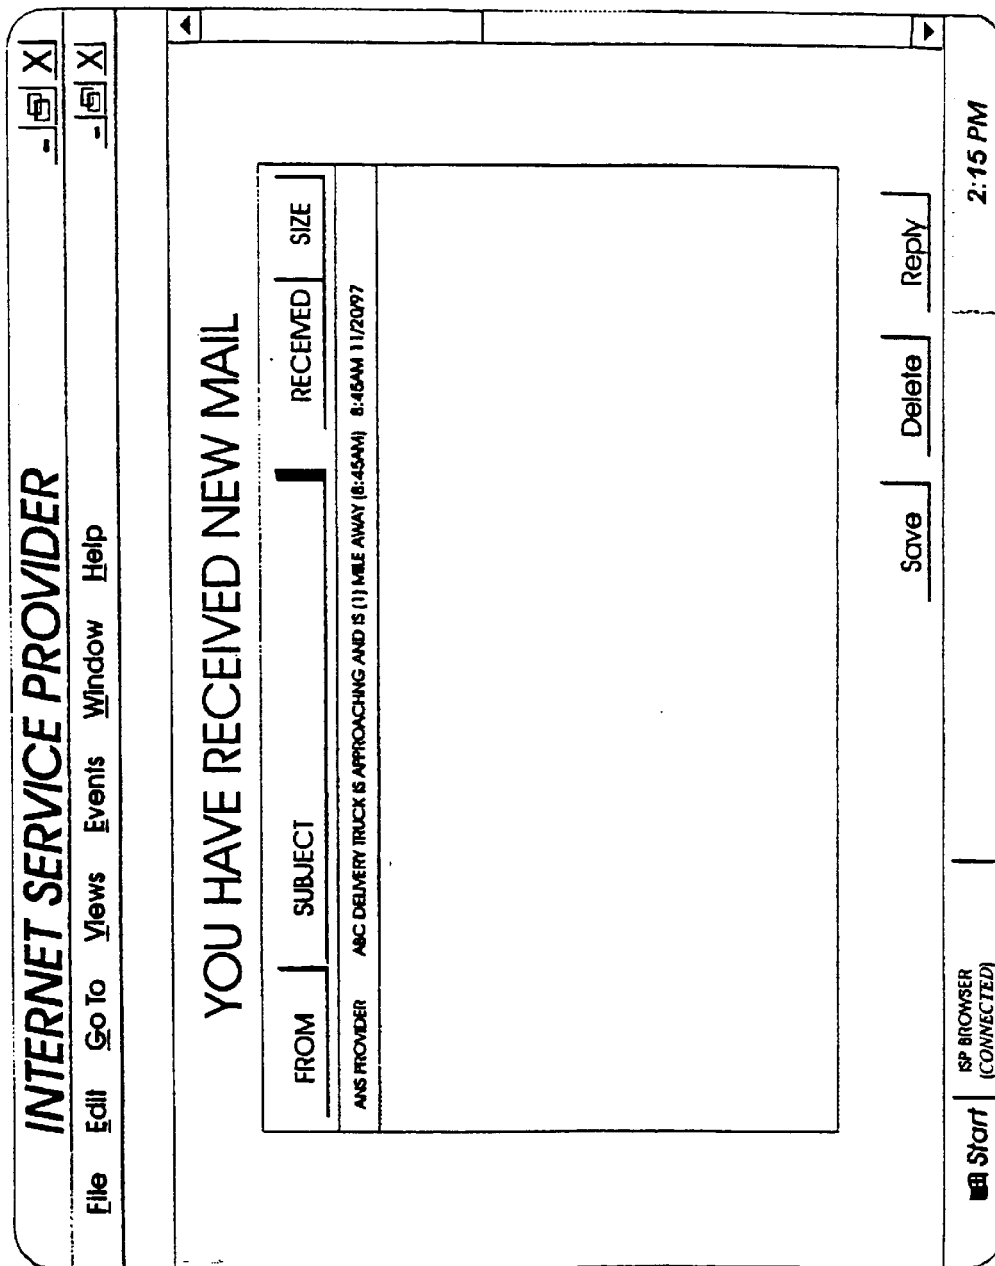 INTERNET SERVICE PROVIDER
File Edit Go To Views Events Window Help
YOU HAVE RECEIVED NEW MAIL
FROM SUBJECT RECEIVED SIZE
ANS PROVIDER ABC DELIVERY TRUCK IS APPROACHING AND IS (1) MILE AWAY (8:45AM) 8:45AM 11/20/97
Save Delete Reply
Start ISP BROWSER 2:15 PM
(CONNECTED)